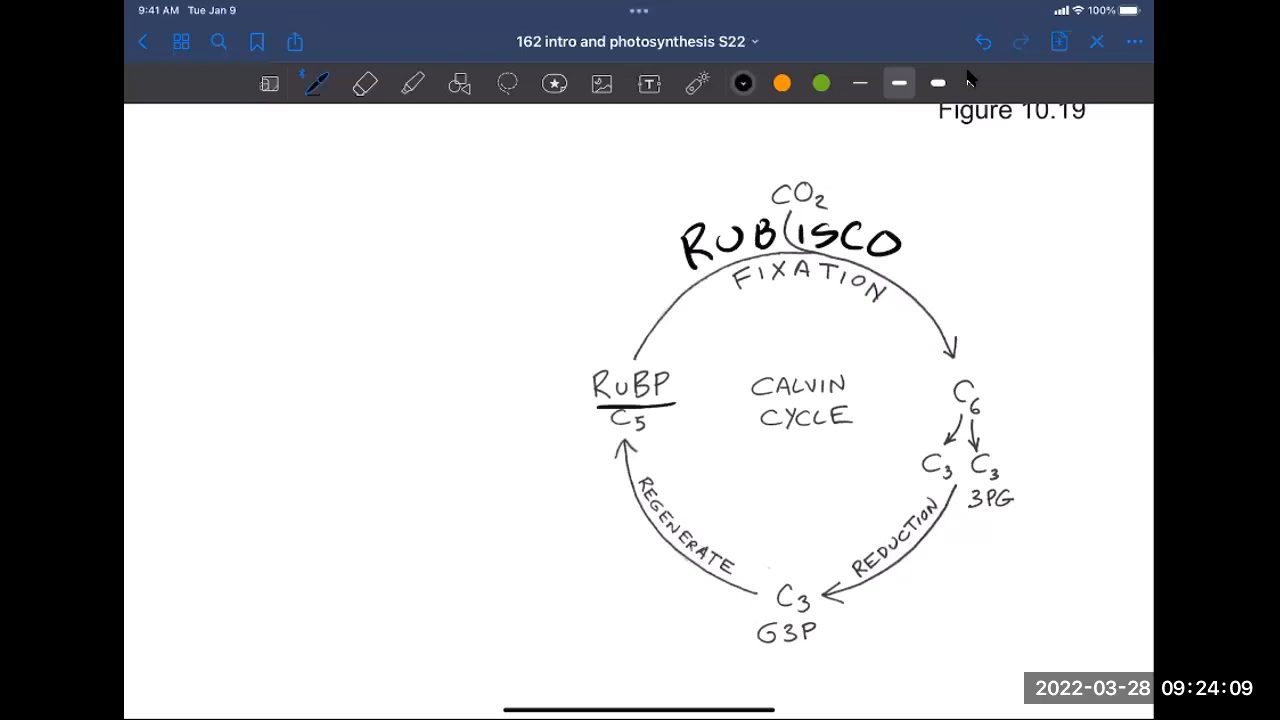 9:41 AM Tue Jan 9
100%
162 intro and photosynthesis S22
Figure 10.19
CO2
RUBISCO
FIXATION
RuBP
C5
CALVIN
CYCLE
C6
C3 C3
3PG
REDUCTION
REGENERATE
C3
G3P
2022-03-28 09:24:09